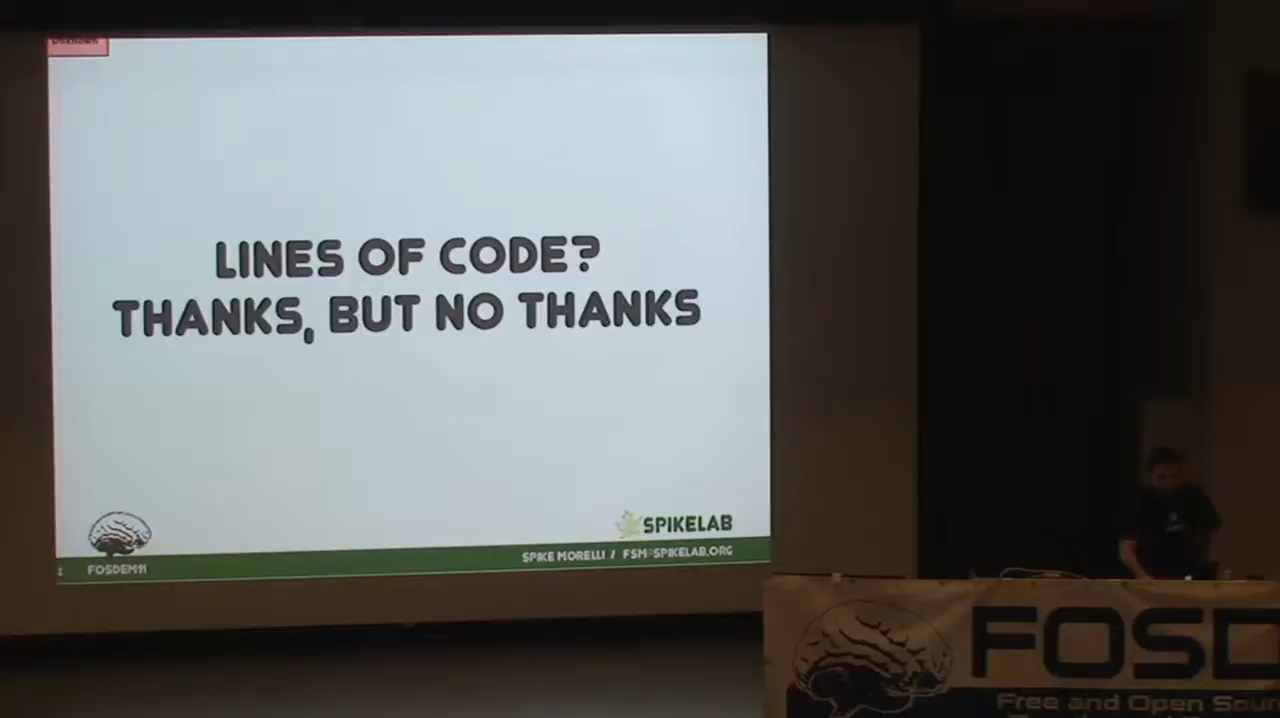 Unknown
LINES OF CODE?
THANKS, BUT NO THANKS
SPIKELAB
SPIKE MORELLI / FSM@SPIKELAB.ORG
FOSDEM11
FOSD
Free and Open Sour